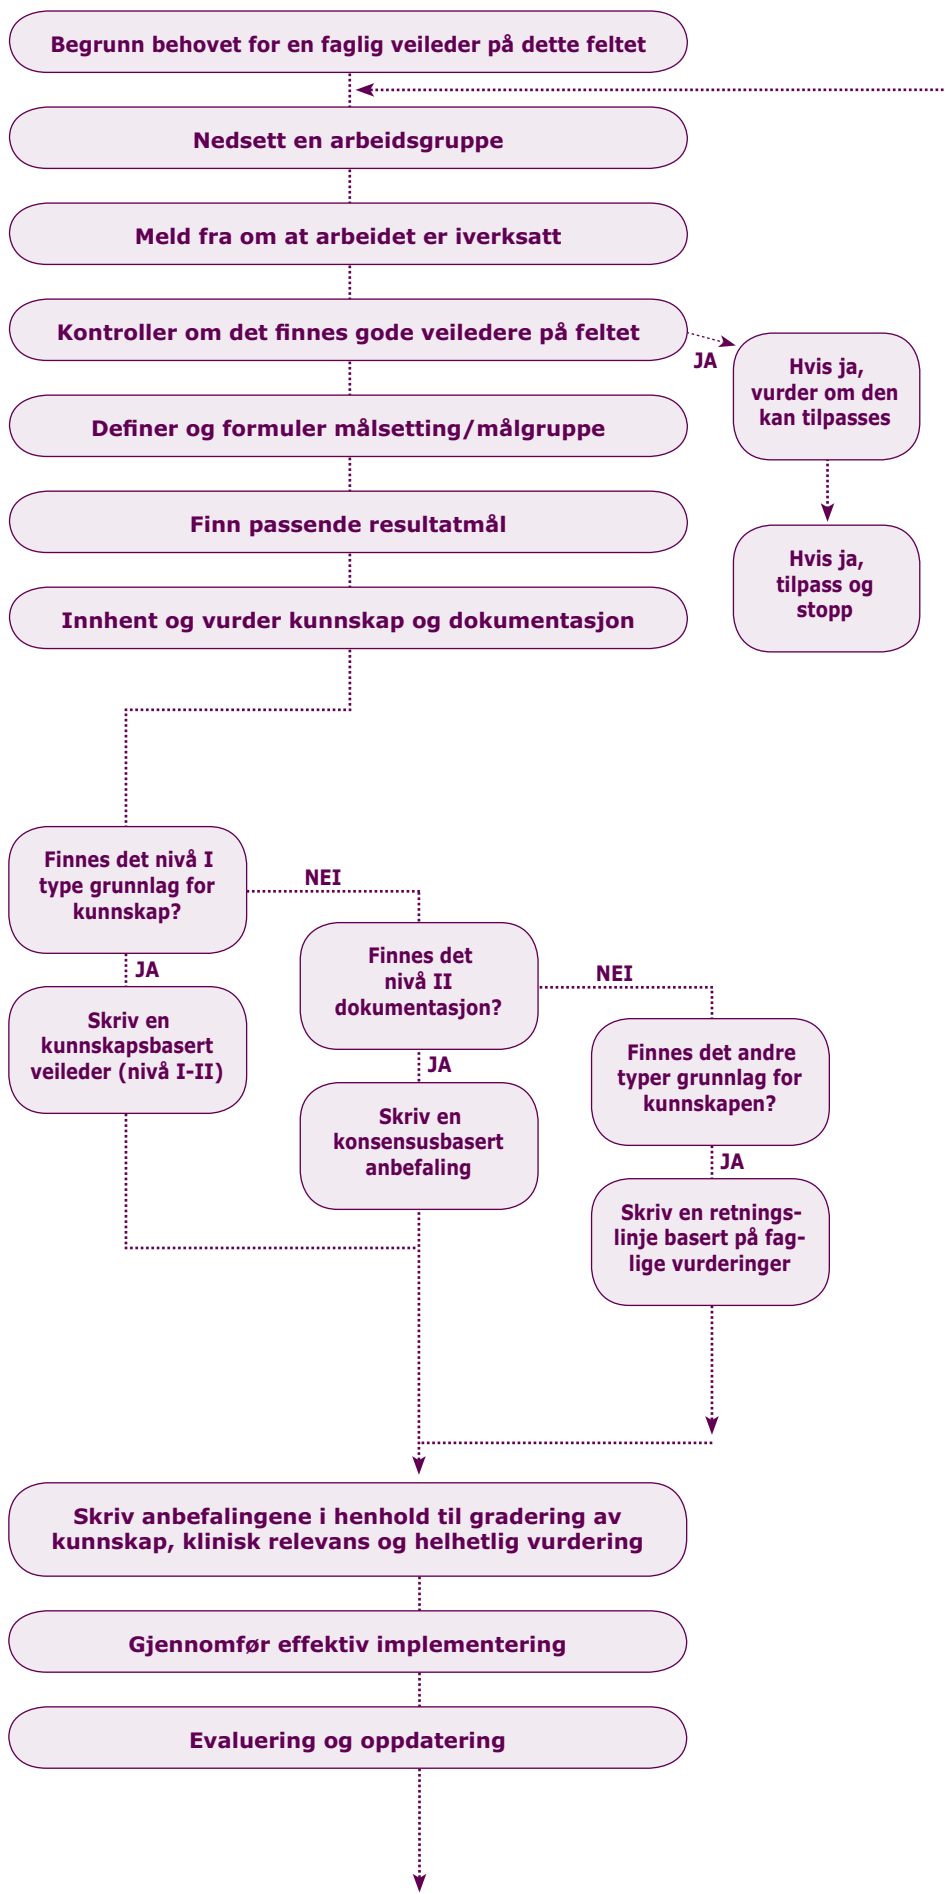 Begrunn behovet for en faglig veileder på dette feltet
Nedsett en arbeidsgruppe
Meld fra om at arbeidet er iverksatt
Kontroller om det finnes gode veiledere på feltet
JA
Hvis ja,
vurder om den
kan tilpasses
Definer og formuler målsetting/målgruppe
Finn passende resultatmål
Hvis ja,
tilpass og
stopp
Innhent og vurder kunnskap og dokumentasjon
Finnes det nivå I
type grunnlag for
kunnskap?
NEI
JA
Finnes det
nivå II
dokumentasjon?
NEI
Skriv en
kunnskapsbasert
veileder (nivå I-II)
JA
Finnes det andre
typer grunnlag for
kunnskapen?
Skriv en
konsensusbasert
anbefaling
JA
Skriv en retnings-
linje basert på fag-
lige vurderinger
Skriv anbefalingene i henhold til gradering av
kunnskap, klinisk relevans og helhetlig vurdering
Gjennomfør effektiv implementering
Evaluering og oppdatering